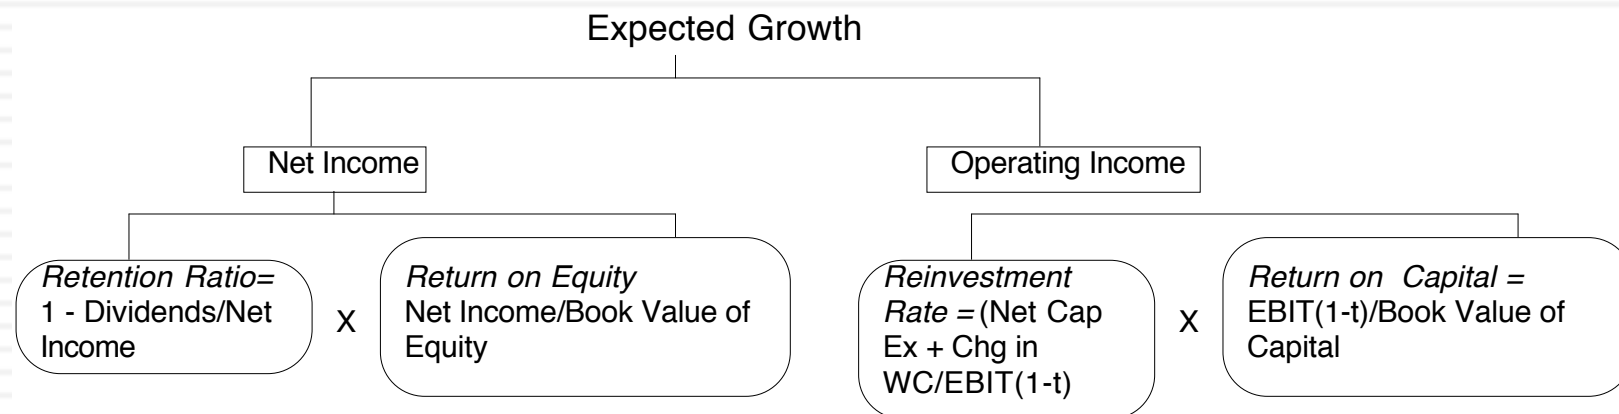 Expected Growth
Net Income
Operating Income
Retention Ratio=
1 - Dividends/Net
Income
X
Return on Equity
Net Income/Book Value of
Equity
Reinvestment
Rate = (Net Cap
Ex + Chg in
WC/EBIT(1-t)
X
Return on  Capital =
EBIT(1-t)/Book Value of
Capital